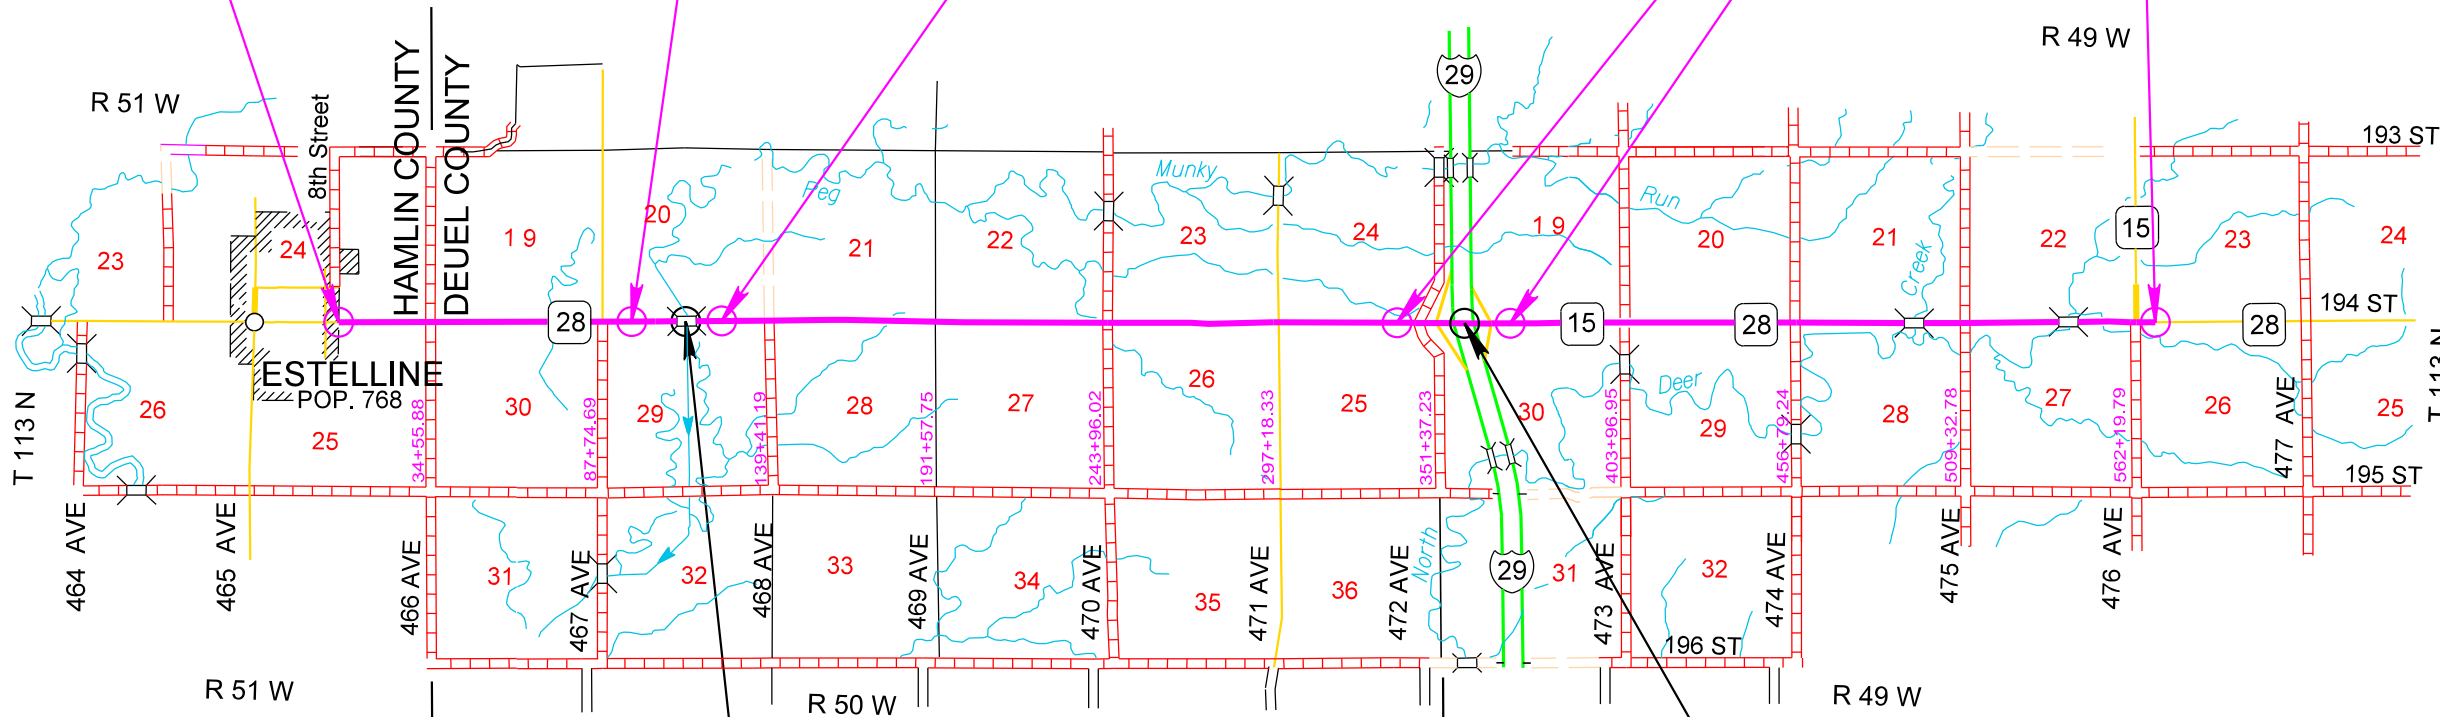 R 49 W
29
HAMLIN COUNTY
DEUEL COUNTY
R 51 W
8th Street
193 ST
Munky
Peg
Run
20
19
21
22
23
24
19
20
21
22
15
23
24
23
24
Creek
28
15
28
194 ST
28
ESTELLINE
POP. 768
T 113 N
26
25
30
29
28
27
26
25
30
29
Deer
28
27
26
25
T 113 N
34+55.88
87+74.69
139+41.19
191+57.75
243+96.02
297+18.33
351+37.23
403+96.95
456+79.24
509+32.78
562+19.79
477 AVE
195 ST
464 AVE
465 AVE
466 AVE
467 AVE
468 AVE
469 AVE
470 AVE
471 AVE
472 AVE
473 AVE
474 AVE
475 AVE
476 AVE
North
29
31
32
33
34
35
36
31
32
196 ST
R 51 W
R 50 W
R 49 W